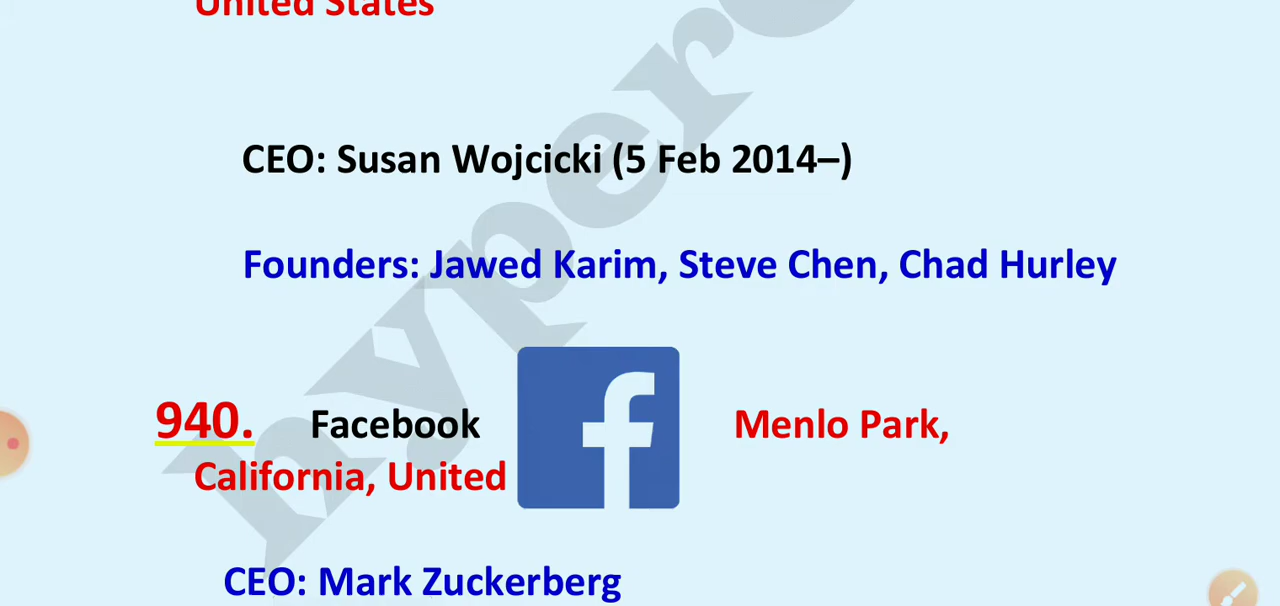 United States
CEO: Susan Wojcicki (5 Feb 2014–)
Founders: Jawed Karim, Steve Chen, Chad Hurley
940. Facebook f Menlo Park,
California, United
CEO: Mark Zuckerberg
hyper